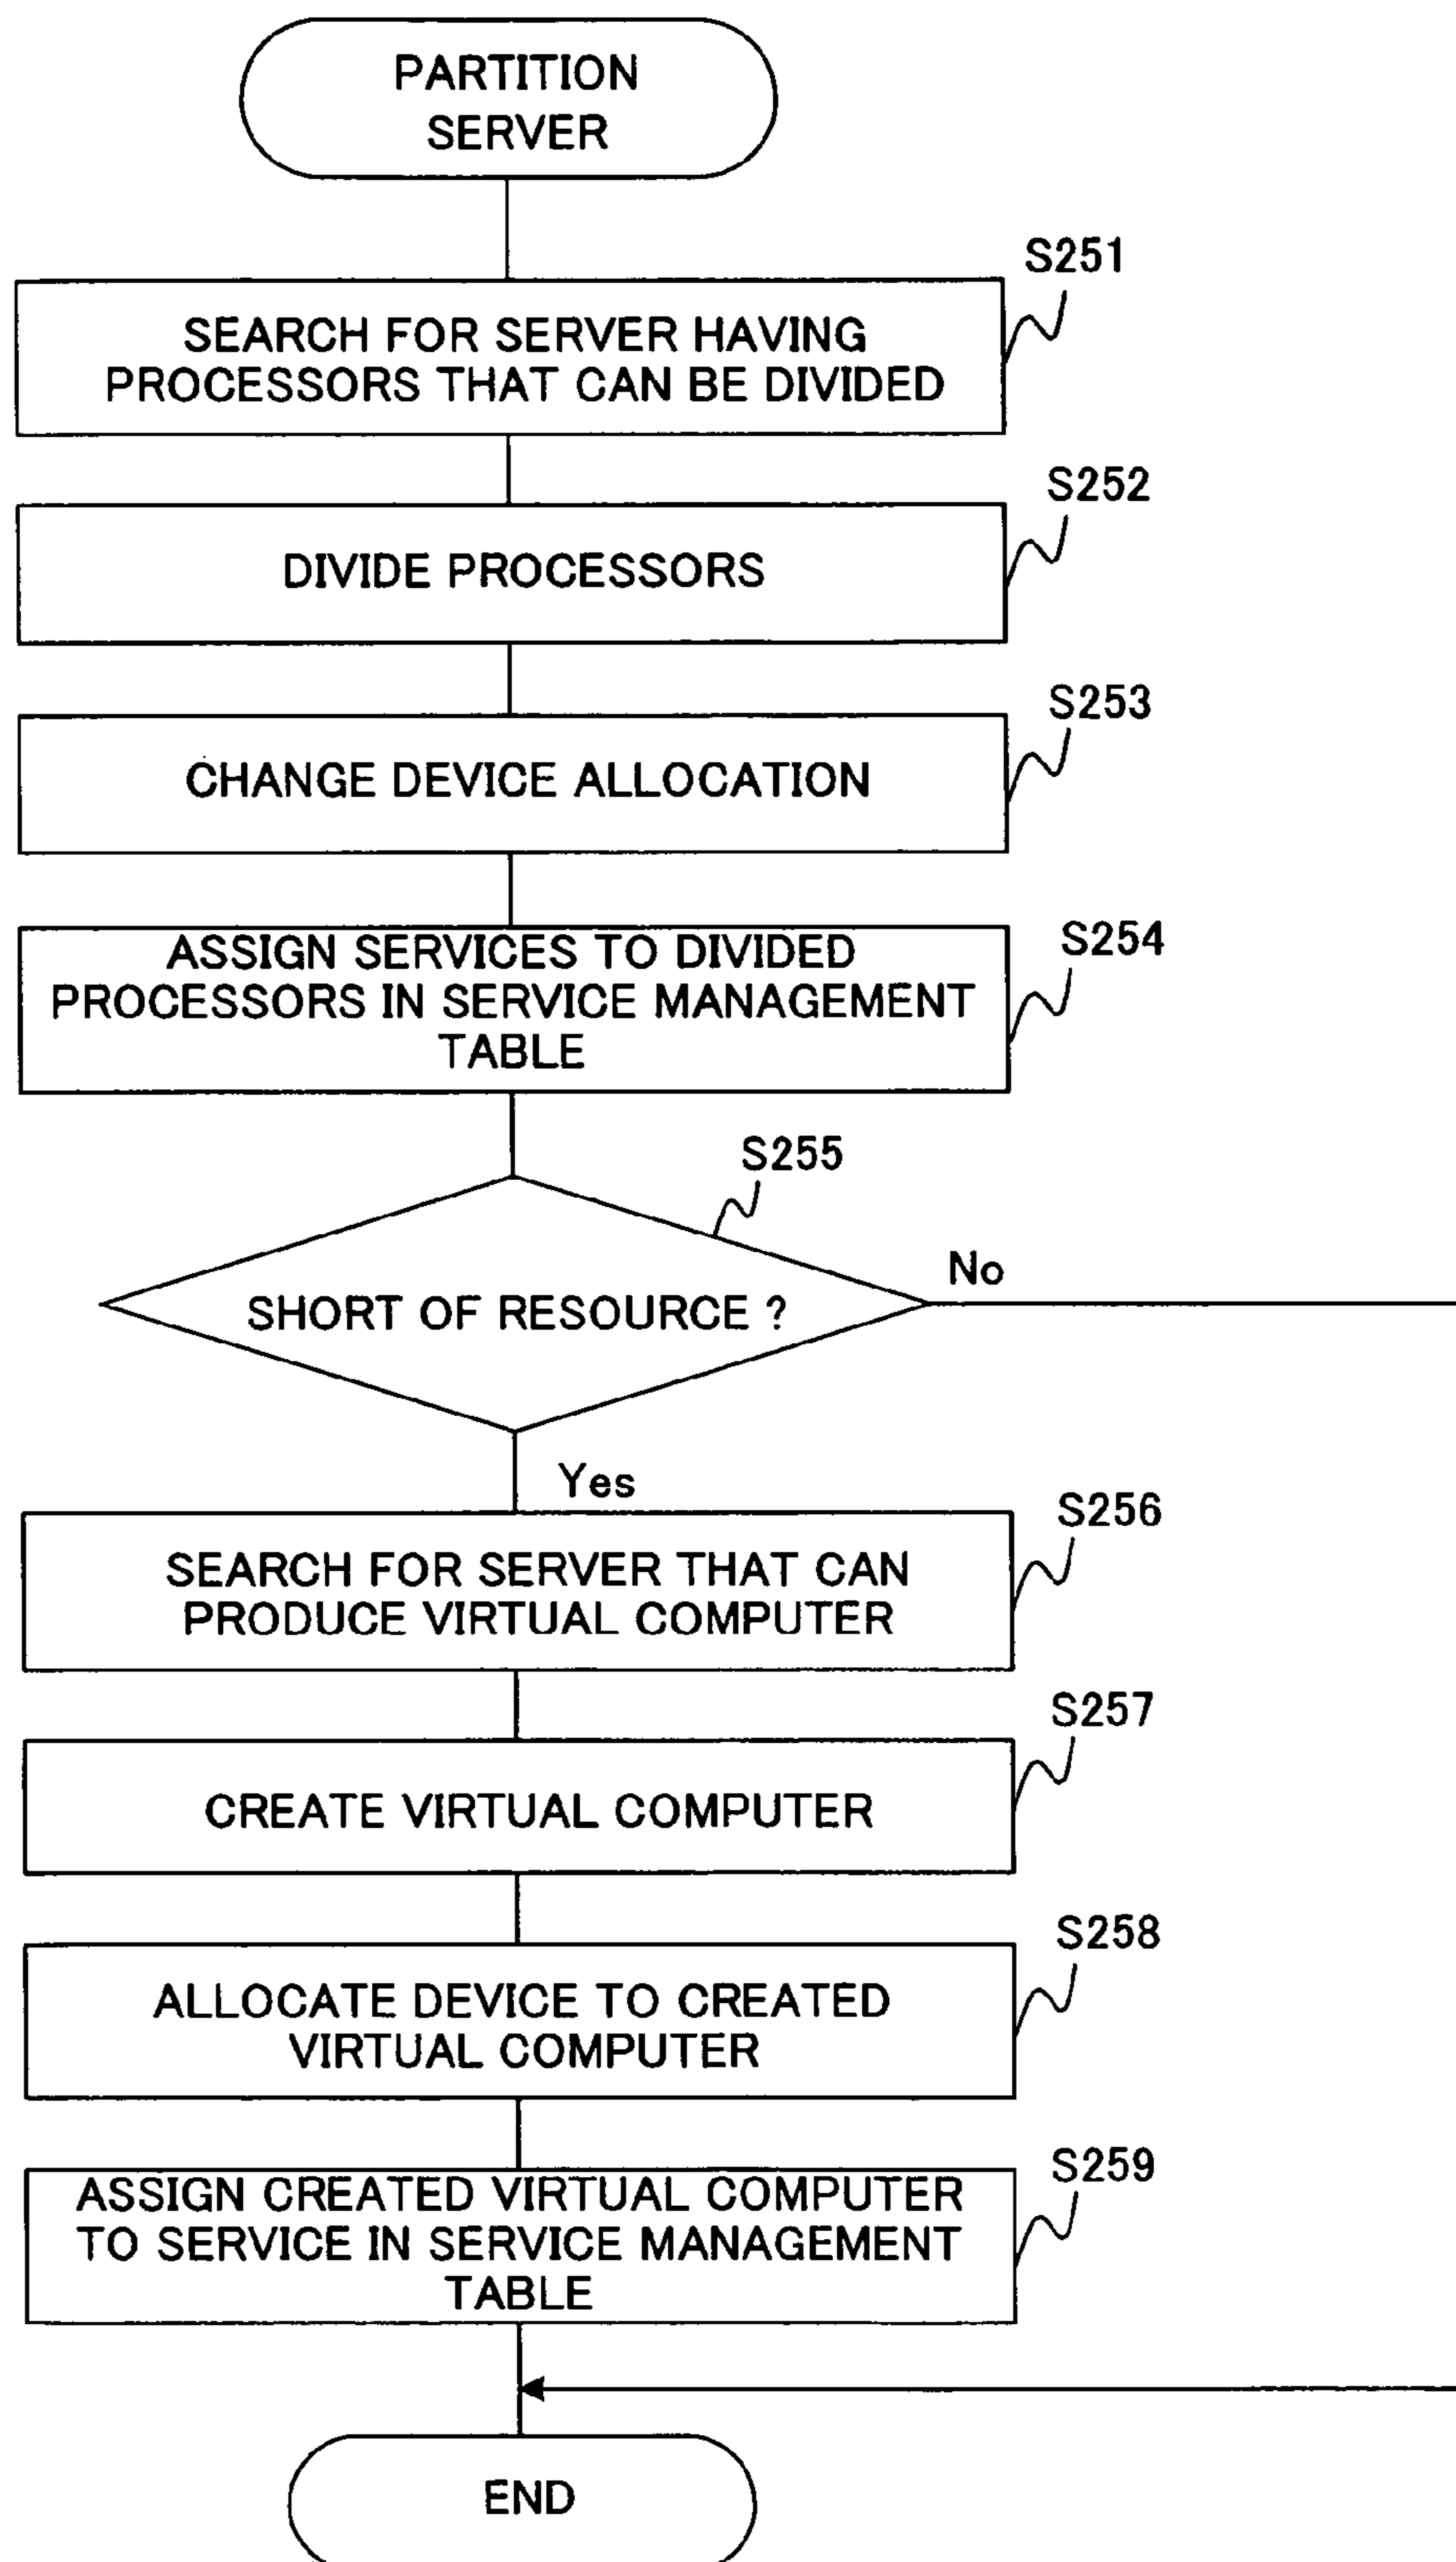 PARTITION
SERVER
S251
SEARCH FOR SERVER HAVING
PROCESSORS THAT CAN BE DIVIDED
S252
DIVIDE PROCESSORS
S253
CHANGE DEVICE ALLOCATION
S254
ASSIGN SERVICES TO DIVIDED
PROCESSORS IN SERVICE MANAGEMENT
TABLE
S255
No
SHORT OF RESOURCE ?
Yes
S256
SEARCH FOR SERVER THAT CAN
PRODUCE VIRTUAL COMPUTER
S257
CREATE VIRTUAL COMPUTER
S258
ALLOCATE DEVICE TO CREATED
VIRTUAL COMPUTER
S259
ASSIGN CREATED VIRTUAL COMPUTER
TO SERVICE IN SERVICE MANAGEMENT
TABLE
END